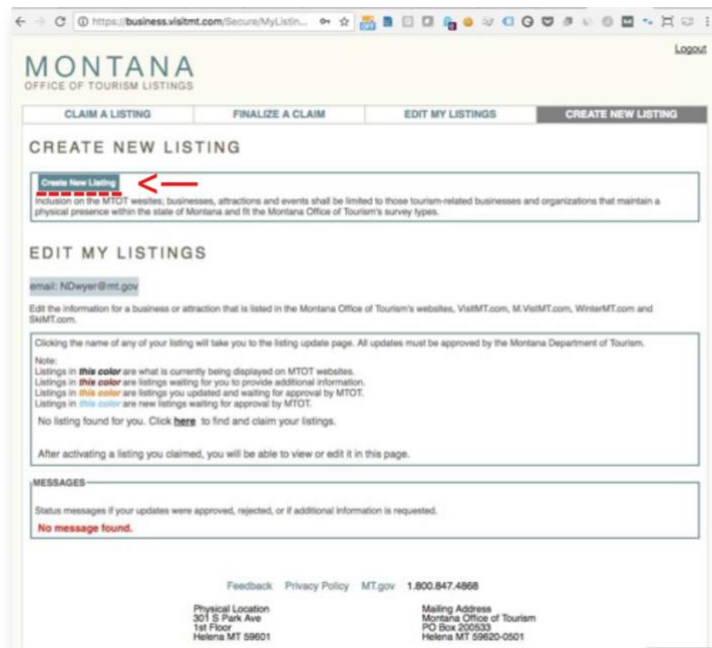 https://business.visitmt.com/Secure/MyListin...
Logout
MONTANA
OFFICE OF TOURISM LISTINGS
CLAIM A LISTING
FINALIZE A CLAIM
EDIT MY LISTINGS
CREATE NEW LISTING
CREATE NEW LISTING
Create New Listing
Inclusion on the MTOT wesites; businesses, attractions and events shall be limited to those tourism-related businesses and organizations that maintain a
physical presence within the state of Montana and fit the Montana Office of Tourism's survey types.
EDIT MY LISTINGS
email: NDwyer@mt.gov
Edit the information for a business or attraction that is listed in the Montana Office of Tourism's websites, VisitMT.com, M.VistMT.com, WinterMT.com and
SkiMT.com.
Clicking the name of any of your listing will take you to the listing update page. All updates must be approved by the Montana Department of Tourism.
Note:
Listings in this color are what is currently being displayed on MTOT websites.
Listings in this color are listings waiting for you to provide additional information.
Listings in this color are listings you updated and waiting for approval by MTOT.
Listings in this color are new listings waiting for approval by MTOT.
No listing found for you. Click here to find and claim your listings.
After activating a listing you claimed, you will be able to view or edit it in this page.
MESSAGES
Status messages if your updates were approved, rejected, or if additional information is requested.
No message found.
Feedback Privacy Policy MT.gov 1.800.847.4868
Physical Location
301 S Park Ave
1st Floor
Helena MT 59601
Mailing Address
Montana Office of Tourism
PO Box 200533
Helena MT 59620-0501